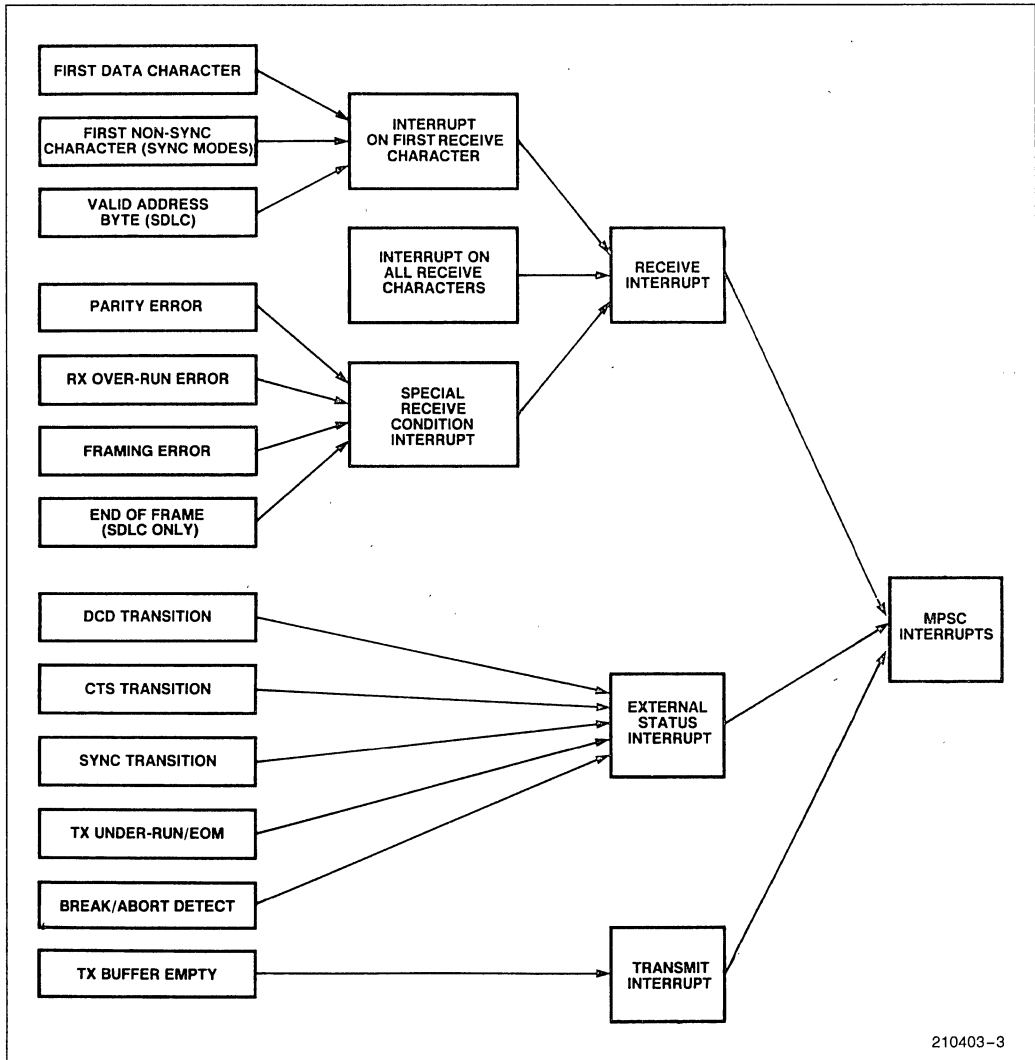 FIRST DATA CHARACTER
FIRST NON-SYNC
CHARACTER (SYNC MODES)
VALID ADDRESS
BYTE (SDLC)
INTERRUPT
ON FIRST RECEIVE
CHARACTER
INTERRUPT ON
ALL RECEIVE
CHARACTERS
RECEIVE
INTERRUPT
PARITY ERROR
RX OVER-RUN ERROR
FRAMING ERROR
END OF FRAME
(SDLC ONLY)
SPECIAL
RECEIVE
CONDITION
INTERRUPT
DCD TRANSITION
CTS TRANSITION
SYNC TRANSITION
TX UNDER-RUN/EOM
BREAK/ABORT DETECT
TX BUFFER EMPTY
EXTERNAL
STATUS
INTERRUPT
TRANSMIT
INTERRUPT
MPSC
INTERRUPTS
210403-3